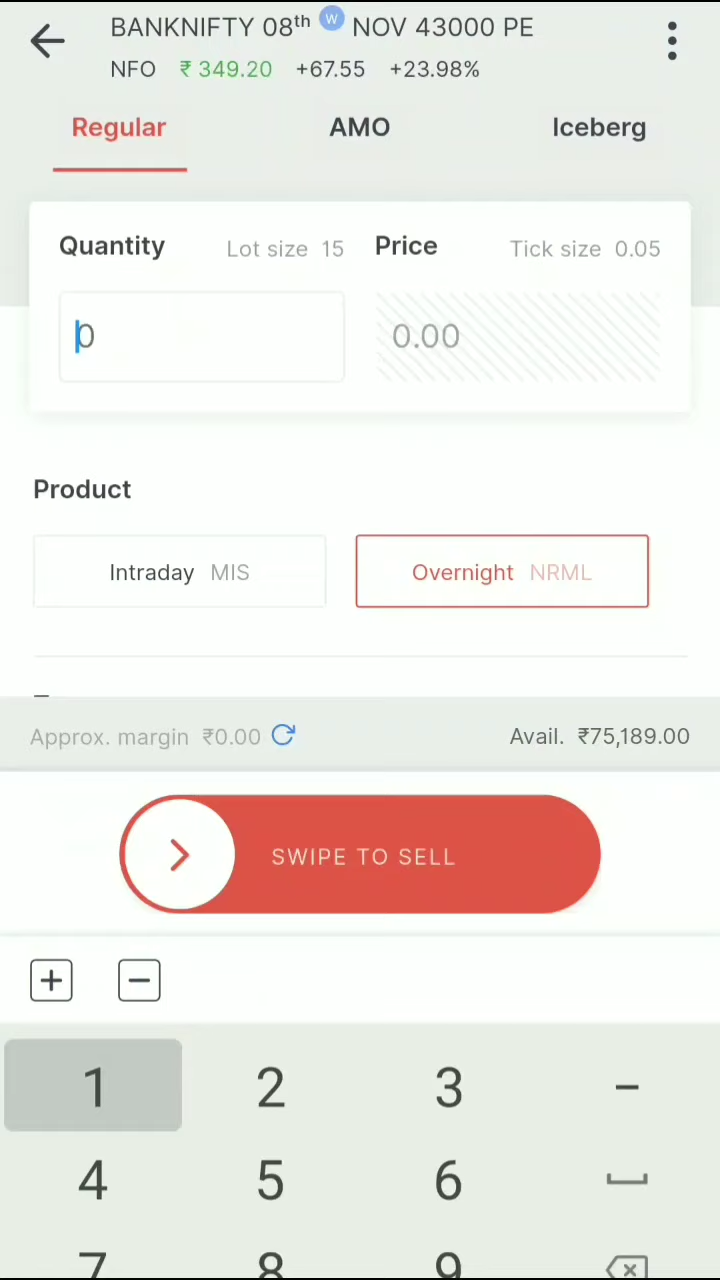 BANKNIFTY 08th W NOV 43000 PE
NFO ₹ 349.20 +67.55 +23.98%
Regular AMO Iceberg
Quantity Lot size 15 Price Tick size 0.05
0 0.00
Product
Intraday MIS Overnight NRML
Approx. margin ₹0.00 Avail. ₹75,189.00
SWIPE TO SELL
+ −
1 2 3 −
4 5 6
7 8 9